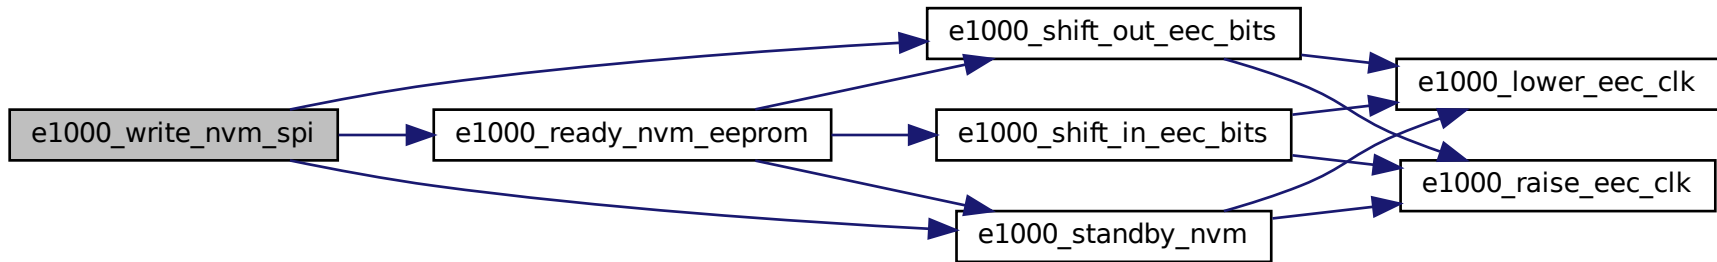 e1000_write_nvm_spi
e1000_ready_nvm_eeprom
e1000_shift_out_eec_bits
e1000_shift_in_eec_bits
e1000_standby_nvm
e1000_lower_eec_clk
e1000_raise_eec_clk